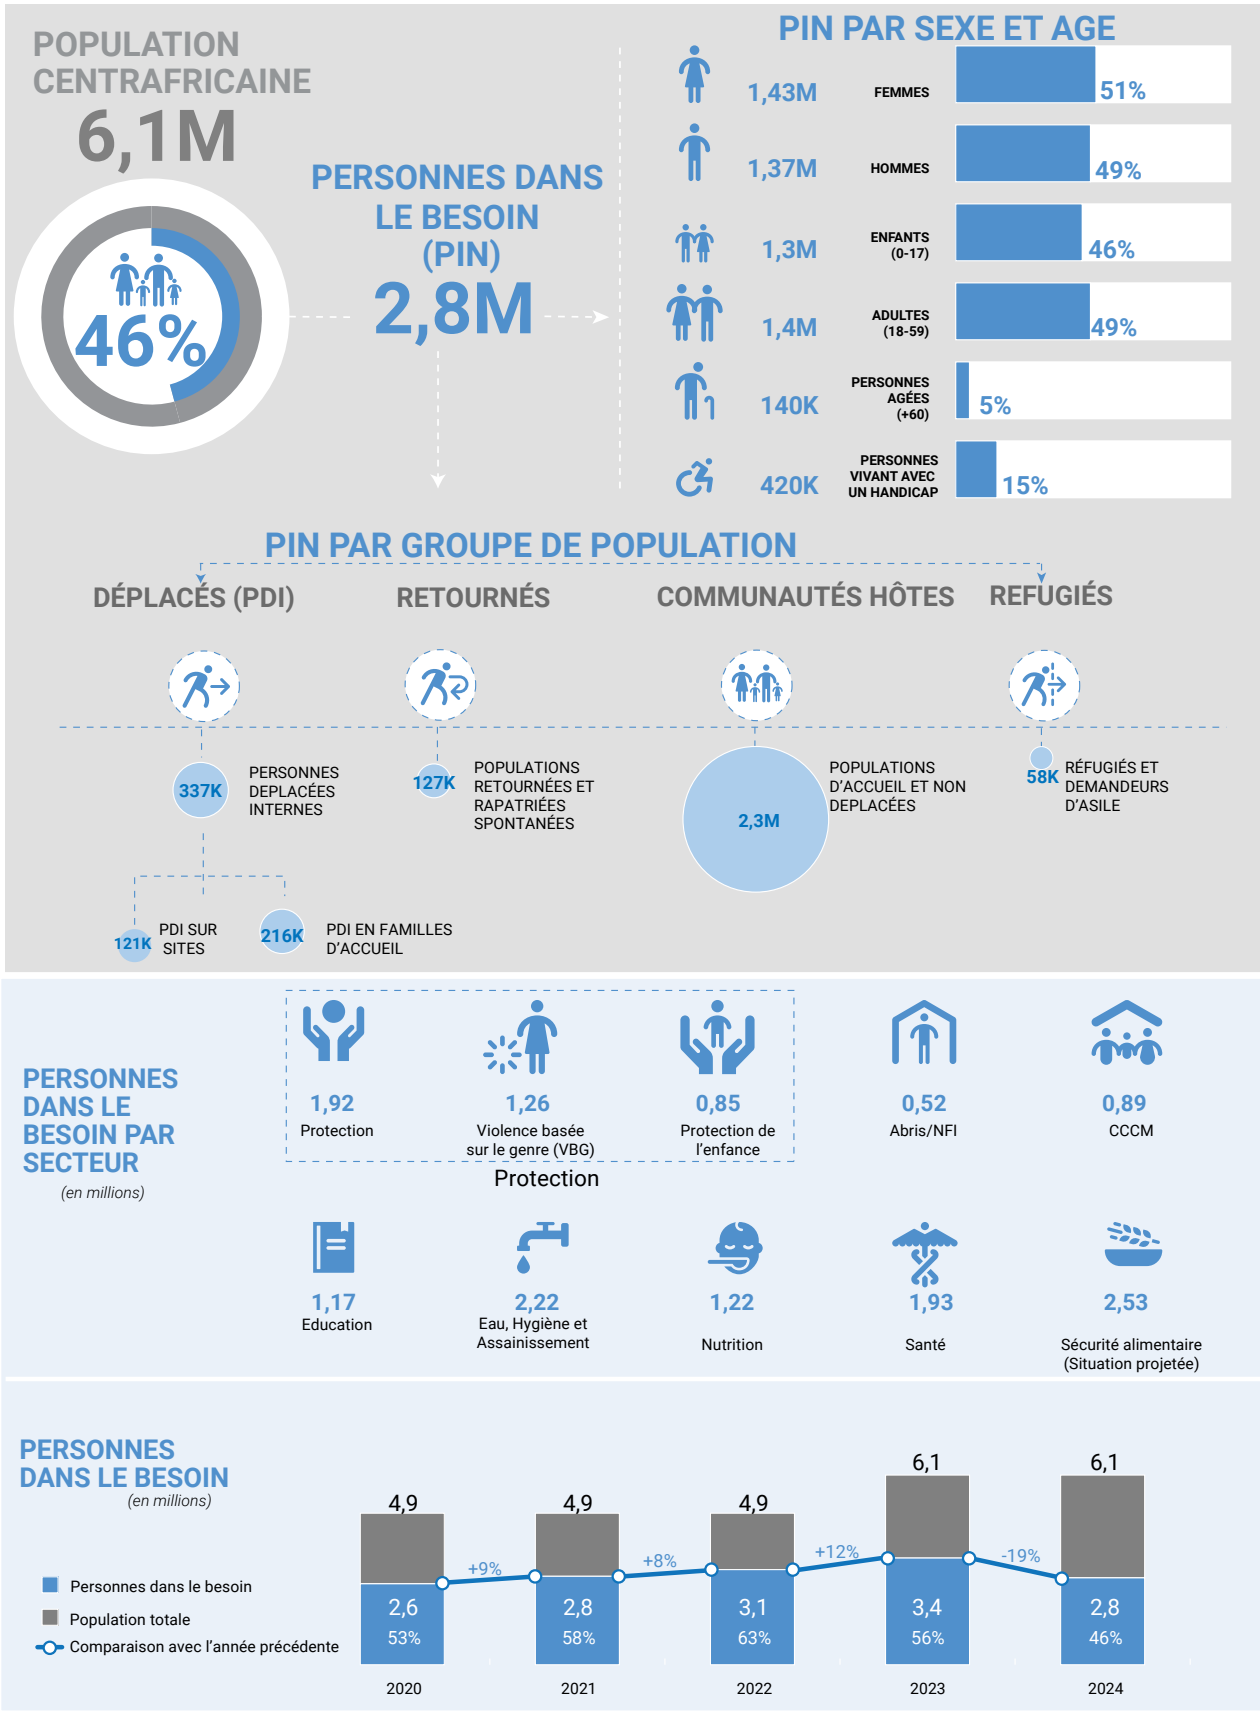 POPULATION
CENTRAFRICAINE
6,1M
46%
PERSONNES DANS
LE BESOIN
(PIN)
2,8M
PIN PAR SEXE ET AGE
1,43M
FEMMES
51%
1,37M
HOMMES
49%
1,3M
ENFANTS
(0-17)
46%
1,4M
ADULTES
(18-59)
49%
140K
PERSONNES
AGÉES
(+60)
5%
420K
PERSONNES
VIVANT AVEC
UN HANDICAP
15%
PIN PAR GROUPE DE POPULATION
DÉPLACÉS (PDI)
RETOURNÉS
COMMUNAUTÉS HÔTES
REFUGIÉS
337K
PERSONNES
DEPLACÉES
INTERNES
127K
POPULATIONS
RETOURNÉES ET
RAPATRIÉES
SPONTANÉES
2,3M
POPULATIONS
D'ACCUEIL ET NON
DEPLACÉES
58K
RÉFUGIÉS ET
DEMANDEURS
D'ASILE
121K
PDI SUR
SITES
216K
PDI EN FAMILLES
D'ACCUEIL
PERSONNES
DANS LE
BESOIN PAR
SECTEUR
(en millions)
1,92
Protection
1,26
Violence basée
sur le genre (VBG)
0,85
Protection de
l'enfance
Protection
0,52
Abris/NFI
0,89
CCCM
1,17
Education
2,22
Eau, Hygiène et
Assainissement
1,22
Nutrition
1,93
Santé
2,53
Sécurité alimentaire
(Situation projetée)
PERSONNES
DANS LE BESOIN
(en millions)
Personnes dans le besoin
Population totale
Comparaison avec l'année précédente
4,9
4,9
4,9
6,1
6,1
+9%
+8%
+12%
-19%
2,6
2,8
3,1
3,4
2,8
53%
58%
63%
56%
46%
2020
2021
2022
2023
2024